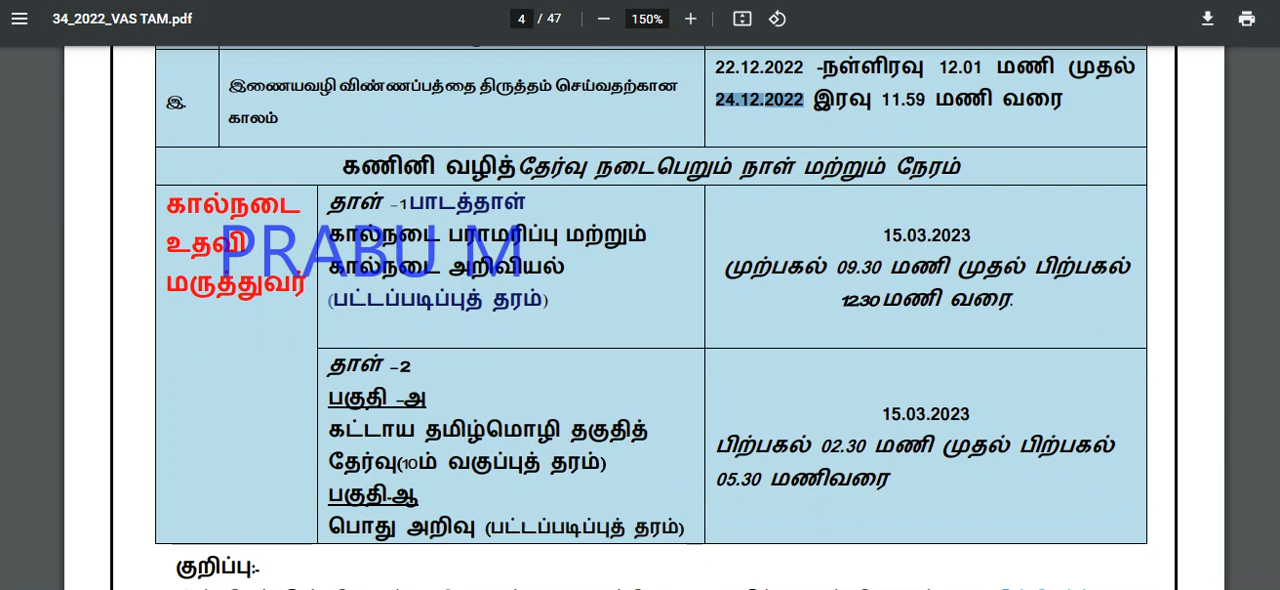 34_2022_VAS TAM.pdf
4 / 47
150%
இ.
இணையவழி விண்ணப்பத்தை திருத்தம் செய்வதற்கான
காலம்
22.12.2022 -நள்ளிரவு 12.01 மணி முதல்
24.12.2022 இரவு 11.59 மணி வரை
கணினி வழித்தேர்வு நடைபெறும் நாள் மற்றும் நேரம்
கால்நடை
உதவி
மருத்துவர்
PRABU M
தாள் –1பாடத்தாள்
கால்நடை பராமரிப்பு மற்றும்
கால்நடை அறிவியல்
(பட்டப்படிப்புத் தரம்)
15.03.2023
முற்பகல் 09.30 மணி முதல் பிற்பகல்
12.30 மணி வரை.
தாள் –2
பகுதி –அ
கட்டாய தமிழ்மொழி தகுதித்
தேர்வு(10ம் வகுப்புத் தரம்)
பகுதி-ஆ
பொது அறிவு (பட்டப்படிப்புத் தரம்)
15.03.2023
பிற்பகல் 02.30 மணி முதல் பிற்பகல்
05.30 மணிவரை
குறிப்பு:-